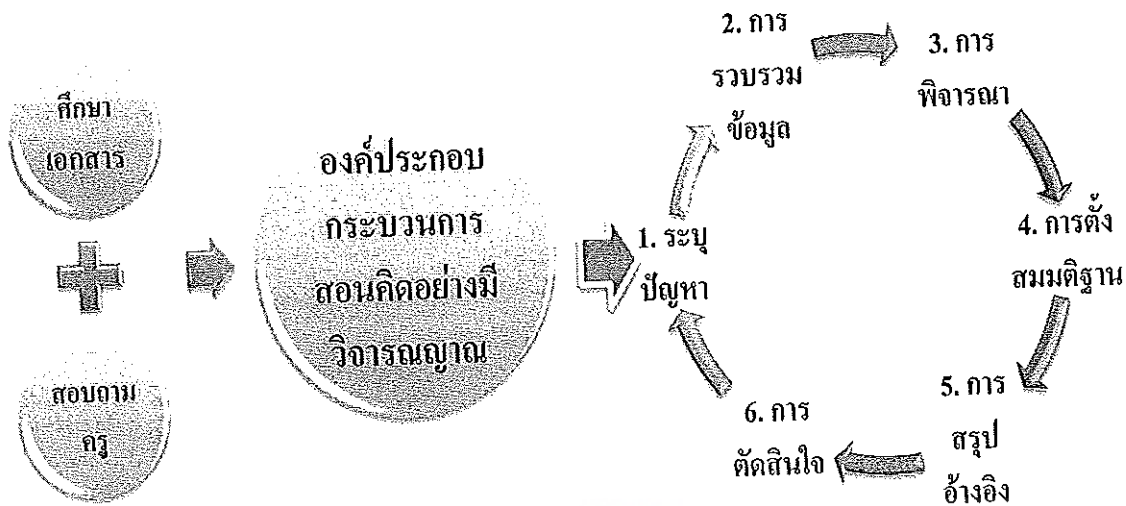 ศึกษา
เอกสาร
สอบถาม
ครู
องค์ประกอบ
กระบวนการ
สอนคิดอย่างมี
วิจารณญาณ
1. ระบุ
ปัญหา
2. การ
รวบรวม
ข้อมูล
3. การ
พิจารณา
4. การตั้ง
สมมติฐาน
5. การ
สรุป
อ้างอิง
6. การ
ตัดสินใจ